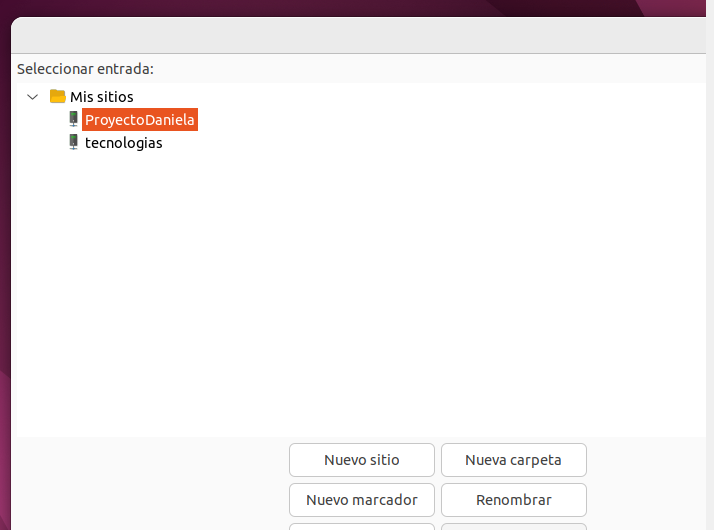 Seleccionar entrada:
Mis sitios
ProyectoDaniela
tecnologias
Nuevo sitio
Nueva carpeta
Nuevo marcador
Renombrar